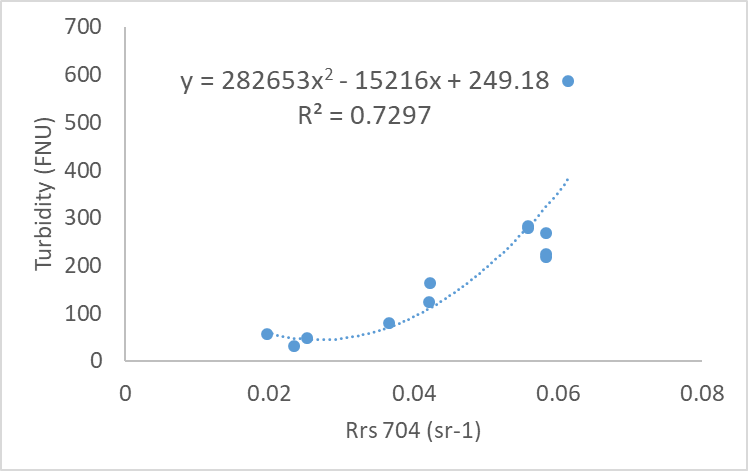 700
600
500
400
300
200
100
0
Turbidity (FNU)
y = 282653x² - 15216x + 249.18
R² = 0.7297
0 0.02 0.04 0.06 0.08
Rrs 704 (sr-1)